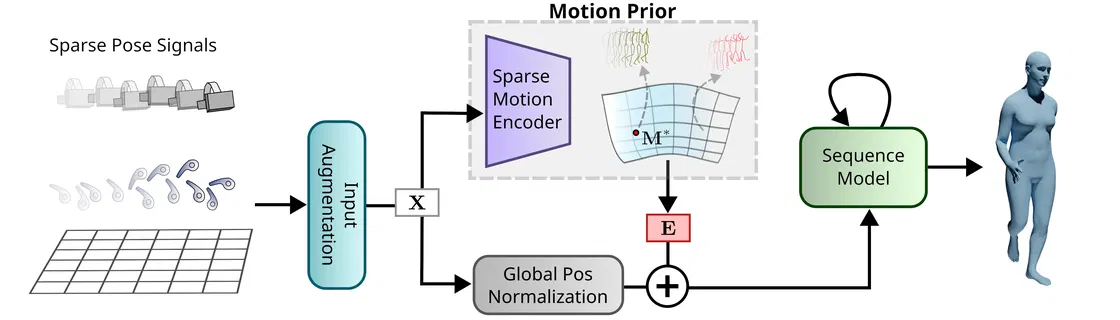 Motion Prior
Sparse Pose Signals
Sparse
Motion
Encoder
M*
Input
Augmentation
X
E
Global Pos
Normalization
+
Sequence
Model